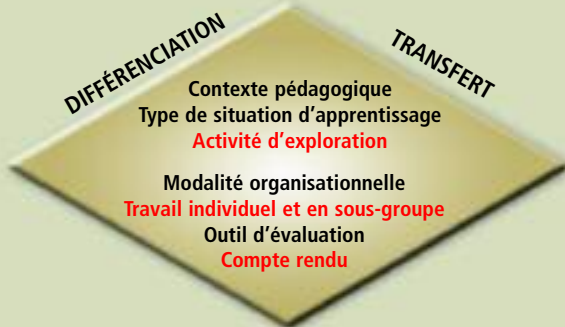 DIFFÉRENCIATION
TRANSFERT
Contexte pédagogique
Type de situation d’apprentissage
Activité d’exploration
Modalité organisationnelle
Travail individuel et en sous-groupe
Outil d’évaluation
Compte rendu